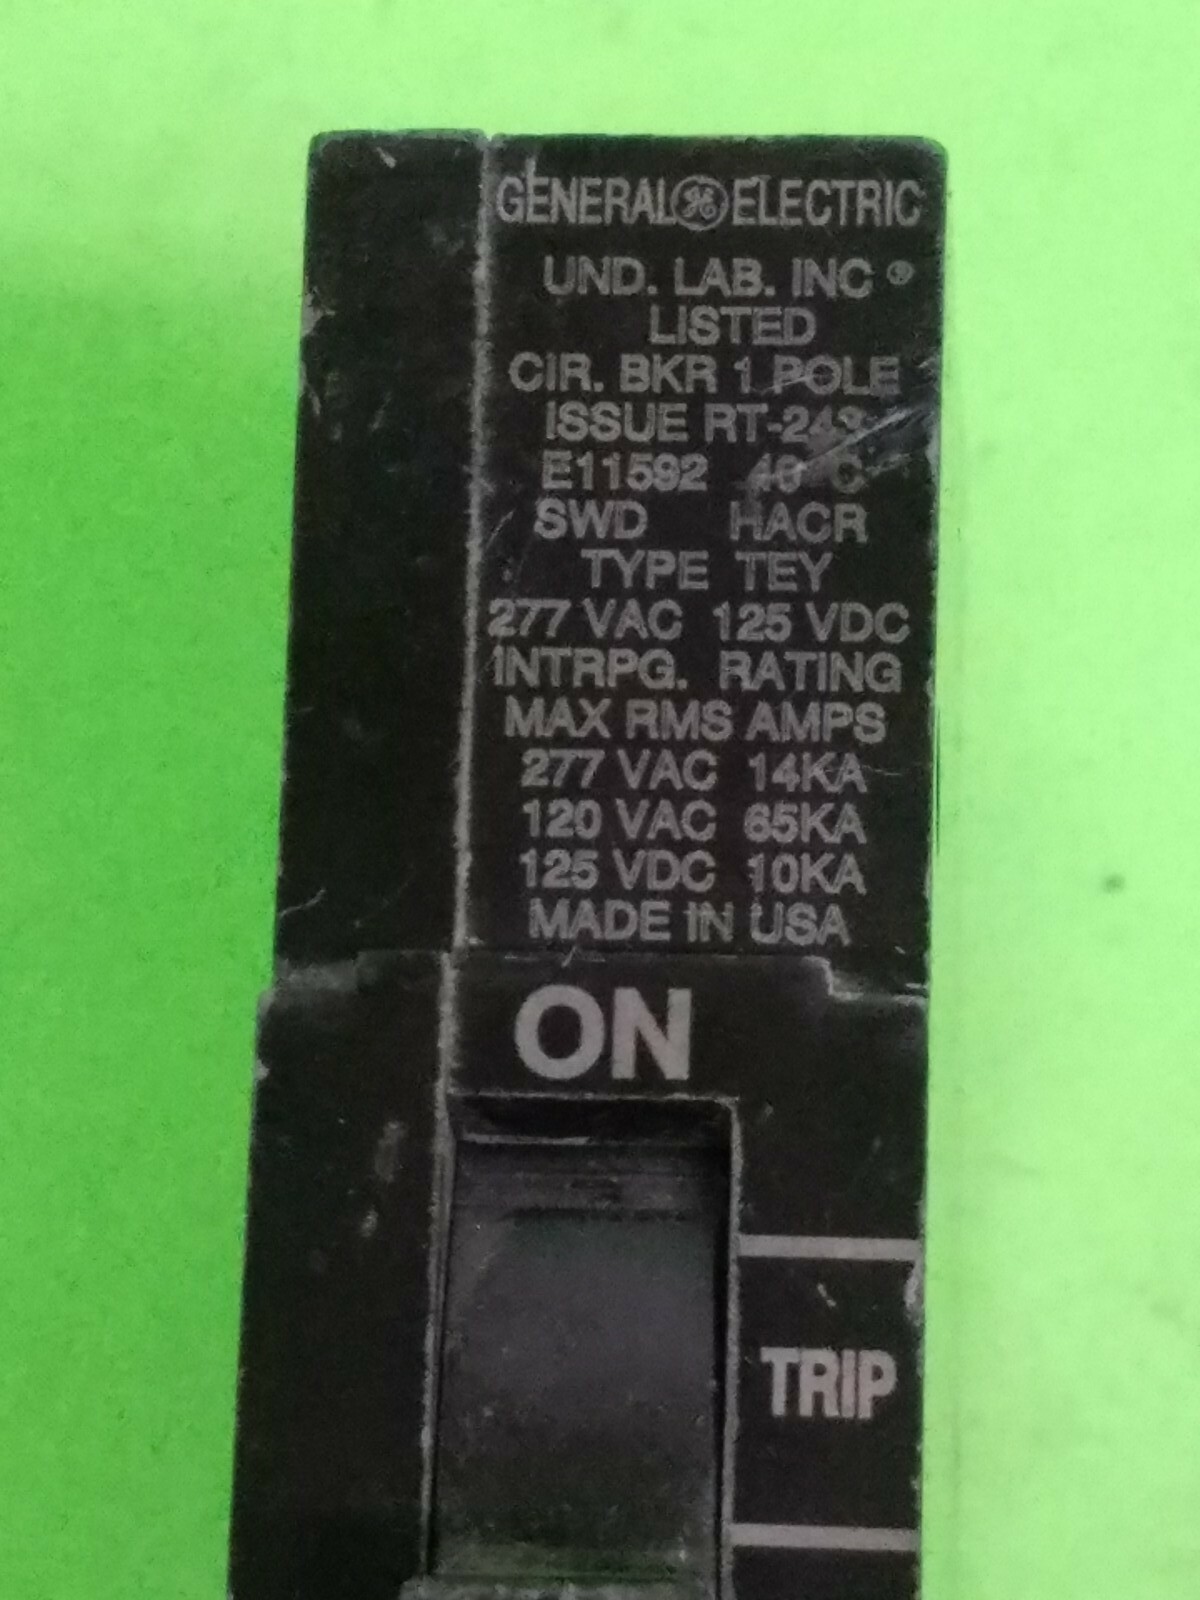 GENERAL GE ELECTRIC
UND. LAB. INC ®
LISTED
CIR. BKR 1 POLE
ISSUE
E11592 40 C
SWD HACR
TYPE TEY
277 VAC 125 VDC
INTRPG. RATING
MAX RMS AMPS
277 VAC 14KA
120 VAC 65KA
125 VDC 10KA
MADE IN USA
ON
TRIP